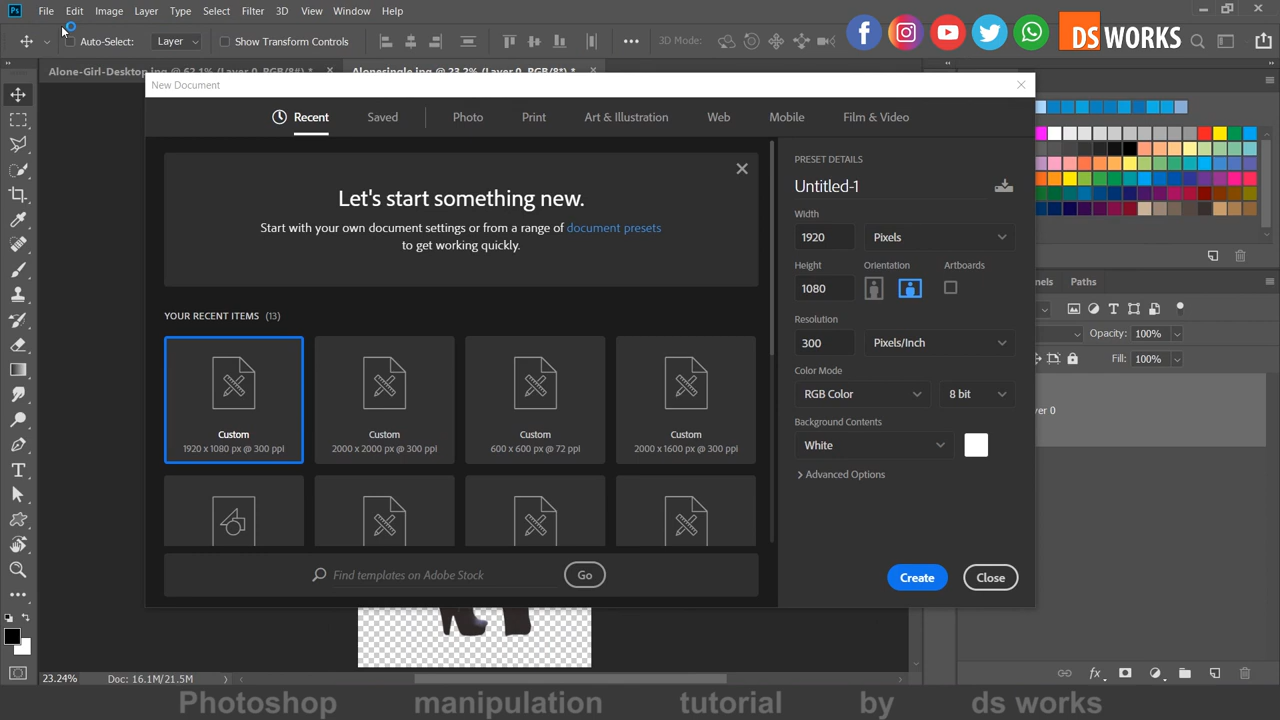 Ps File Edit Image Layer Type Select Filter 3D View Window Help
Auto-Select: Layer Show Transform Controls 3D Mode: DS WORKS
Alone-Girl-Desktop.jpg @ 62.1% (Layer 0, RGB/8#) * Alonesingle.jpg @ 23.2% (Layer 0, RGB/8*) *
New Document
Recent Saved Photo Print Art & Illustration Web Mobile Film & Video
Let's start something new.
Start with your own document settings or from a range of document presets
to get working quickly.
YOUR RECENT ITEMS (13)
Custom Custom Custom Custom
1920 x 1080 px @ 300 ppi 2000 x 2000 px @ 300 ppi 600 x 600 px @ 72 ppi 2000 x 1600 px @ 300 ppi
Find templates on Adobe Stock Go
PRESET DETAILS
Untitled-1
Width
1920 Pixels
Height Orientation Artboards
1080
Resolution
300 Pixels/Inch
Color Mode
RGB Color 8 bit
Background Contents
White
Advanced Options
Create Close
nels Paths
Opacity: 100%
Fill: 100%
er 0
fx
23.24% Doc: 16.1M/21.5M
Photoshop manipulation tutorial by ds works